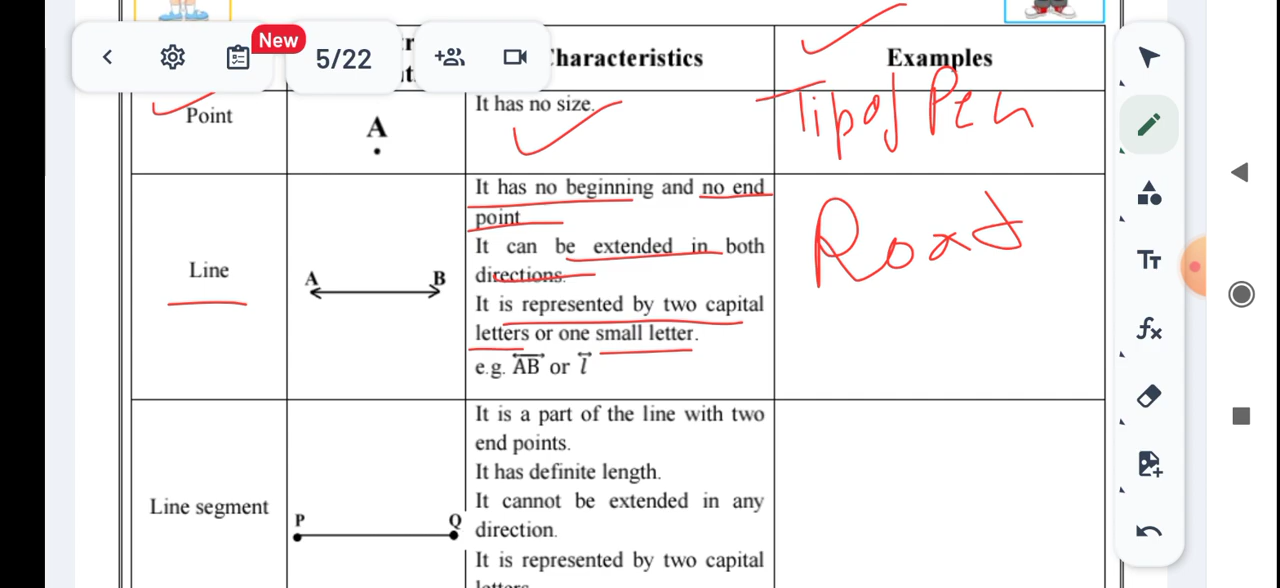 New
5/22
Characteristics
Examples
Point
A
It has no size.
Tip of Pen
Line
A
B
It has no beginning and no end
point
It can be extended in both
directions.
It is represented by two capital
letters or one small letter.
e.g. AB or l
Road
Line segment
P
Q
It is a part of the line with two
end points.
It has definite length.
It cannot be extended in any
direction.
It is represented by two capital
letters
Tт
fx